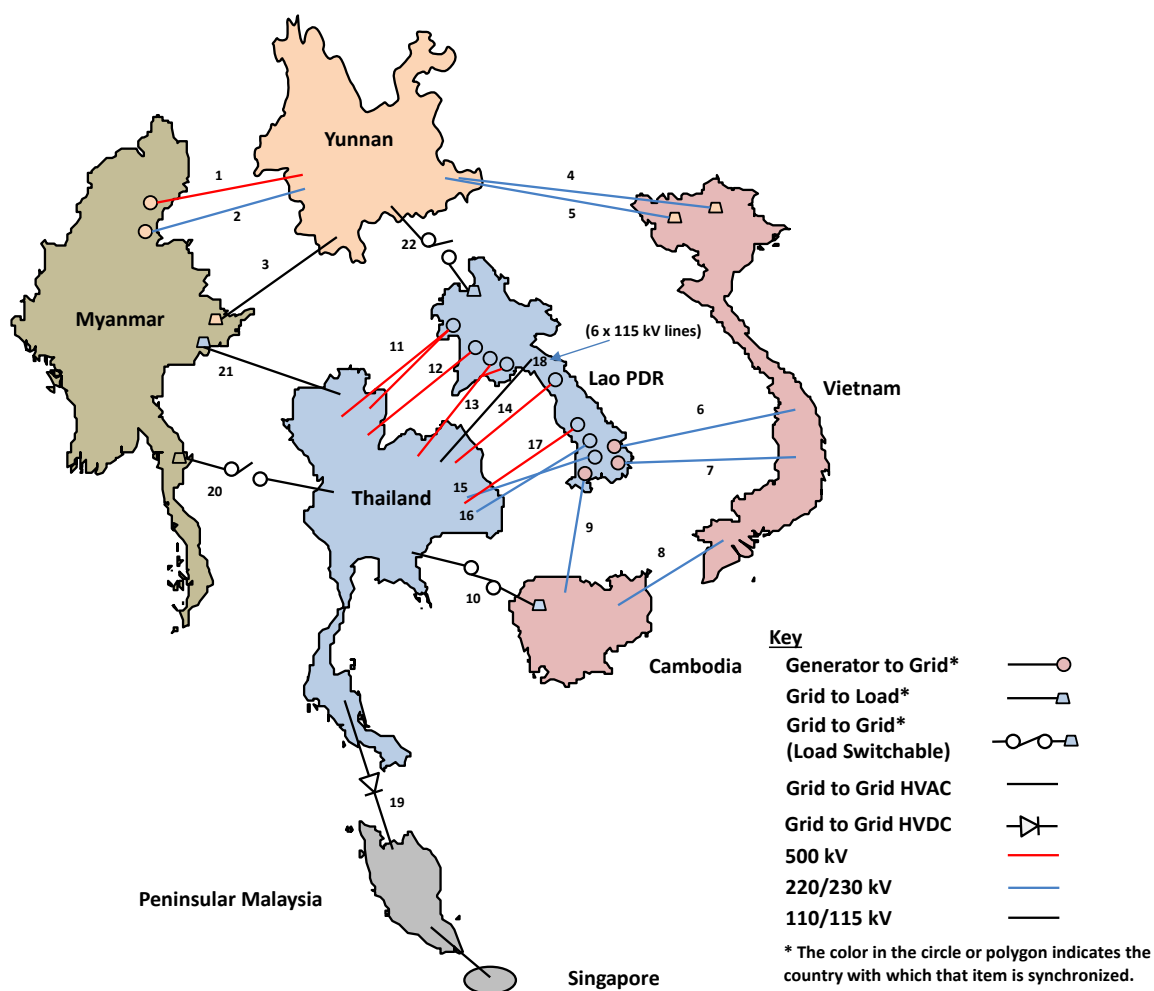 Yunnan
1
2
3
4
5
22
Myanmar
21
11
12
13
14
18
(6 x 115 kV lines)
Lao PDR
Vietnam
6
7
17
15
16
20
Thailand
9
8
10
Cambodia
19
Peninsular Malaysia
Singapore
Key
Generator to Grid*
Grid to Load*
Grid to Grid*
(Load Switchable)
Grid to Grid HVAC
Grid to Grid HVDC
500 kV
220/230 kV
110/115 kV
* The color in the circle or polygon indicates the
country with which that item is synchronized.